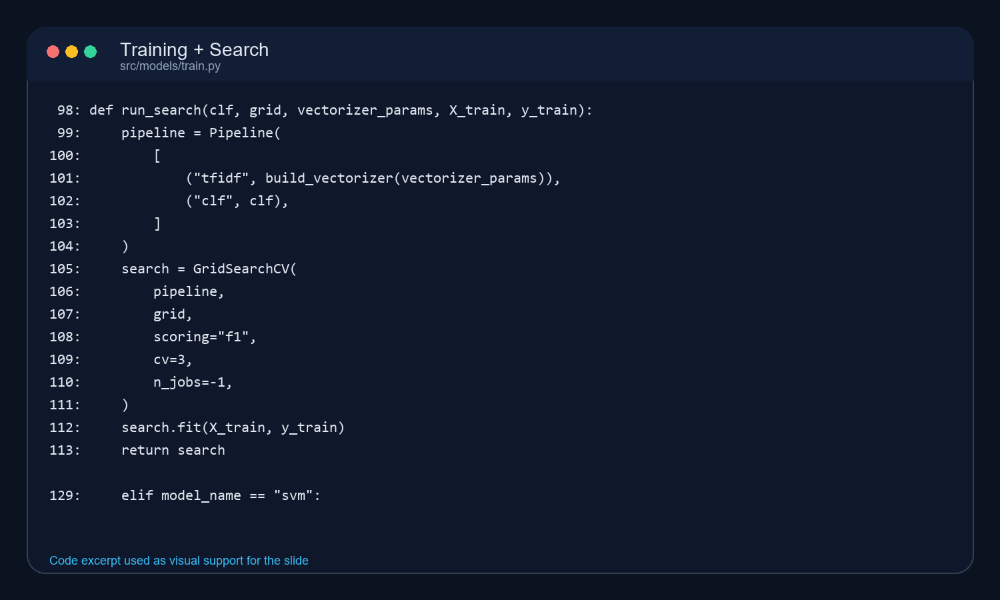 Training + Search
src/models/train.py
98: def run_search(clf, grid, vectorizer_params, X_train, y_train):
99:     pipeline = Pipeline(
100:         [
101:             ("tfidf", build_vectorizer(vectorizer_params)),
102:             ("clf", clf),
103:         ]
104:     )
105:     search = GridSearchCV(
106:         pipeline,
107:         grid,
108:         scoring="f1",
109:         cv=3,
110:         n_jobs=-1,
111:     )
112:     search.fit(X_train, y_train)
113:     return search
129:     elif model_name == "svm":
Code excerpt used as visual support for the slide